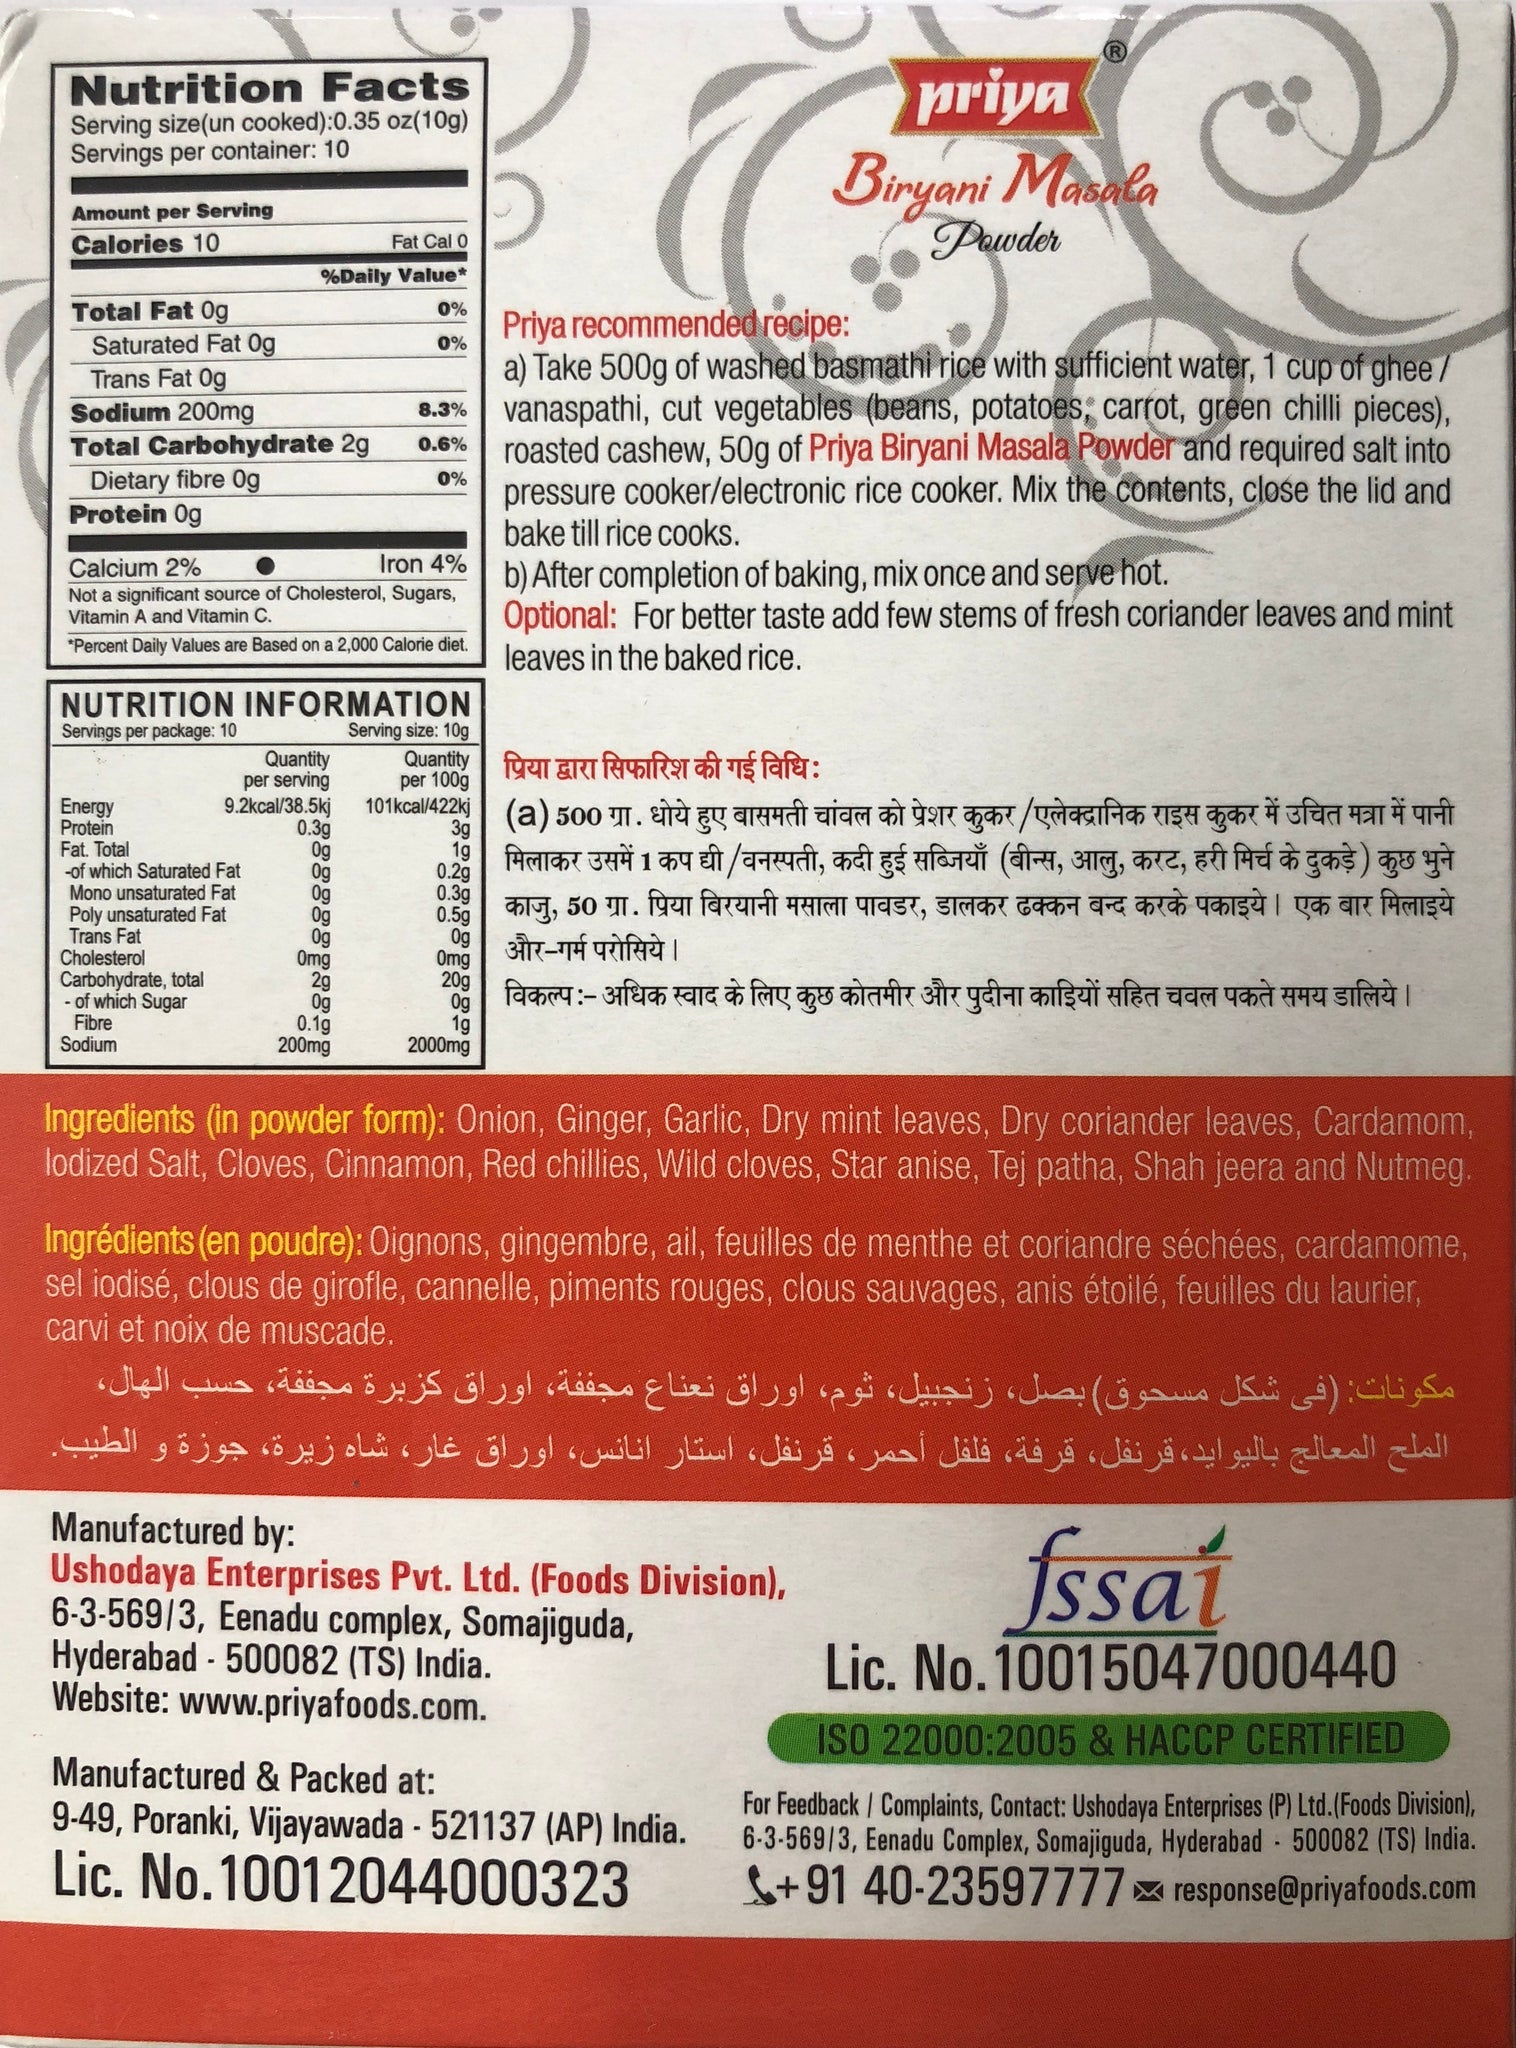 Nutrition Facts
Serving size(un cooked):0.35 oz(10g)
Servings per container: 10
Amount per Serving
Calories 10 Fat Cal 0
%Daily Value*
Total Fat 0g 0%
Saturated Fat 0g 0%
Trans Fat 0g
Sodium 200mg 8.3%
Total Carbohydrate 2g 0.6%
Dietary fibre 0g 0%
Protein 0g
Calcium 2% ● Iron 4%
Not a significant source of Cholesterol, Sugars,
Vitamin A and Vitamin C.
*Percent Daily Values are Based on a 2,000 Calorie diet.
NUTRITION INFORMATION
Servings per package: 10 Serving size: 10g
Quantity Quantity
per serving per 100g
Energy 9.2kcal/38.5kj 101kcal/422kj
Protein 0.3g 3g
Fat. Total 0g 1g
-of which Saturated Fat 0g 0.2g
Mono unsaturated Fat 0g 0.3g
Poly unsaturated Fat 0g 0.5g
Trans Fat 0g 0g
Cholesterol 0mg 0mg
Carbohydrate, total 2g 20g
- of which Sugar 0g 0g
Fibre 0.1g 1g
Sodium 200mg 2000mg
priya®
Biryani Masala
Powder
Priya recommended recipe:
a) Take 500g of washed basmathi rice with sufficient water, 1 cup of ghee /
vanaspathi, cut vegetables (beans, potatoes, carrot, green chilli pieces),
roasted cashew, 50g of Priya Biryani Masala Powder and required salt into
pressure cooker/electronic rice cooker. Mix the contents, close the lid and
bake till rice cooks.
b) After completion of baking, mix once and serve hot.
Optional: For better taste add few stems of fresh coriander leaves and mint
leaves in the baked rice.
प्रिया द्वारा सिफारिश की गई विधि :
(a) 500 ग्रा. धोये हुए बासमती चांवल को प्रेशर कुकर /एलेक्द्रानिक राइस कुकर में उचित मत्रा में पानी
मिलाकर उसमें 1 कप द्यी /वनस्पती, कदी हुई सब्जियाँ (बीन्स, आलु, करट, हरी मिर्च के टुकड़े) कुछ भुने
काजु, 50 ग्रा. प्रिया बिरयानी मसाला पावडर, डालकर ढक्कन बन्द करके पकाइये। एक बार मिलाइये
और-गर्म परोसिये।
विकल्प :- अधिक स्वाद के लिए कुछ कोतमीर और पुदीना काड़ियों सहित चवल पकते समय डालिये।
Ingredients (in powder form): Onion, Ginger, Garlic, Dry mint leaves, Dry coriander leaves, Cardamom,
Iodized Salt, Cloves, Cinnamon, Red chillies, Wild cloves, Star anise, Tej patha, Shah jeera and Nutmeg.
Ingrédients (en poudre): Oignons, gingembre, ail, feuilles de menthe et coriandre séchées, cardamome,
sel iodisé, clous de girofle, cannelle, piments rouges, clous sauvages, anis étoilé, feuilles du laurier,
carvi et noix de muscade.
مكونات: (في شكل مسحوق) بصل، زنجبيل، ثوم، اوراق نعناع مجففة، اوراق كزبرة مجففة، حسب الهال،
الملح المعالج باليوايد، قرنفل، قرفة، فلفل أحمر، قرنفل، استار انانس، اوراق غار، شاه زيرة، جوزة و الطيب.
Manufactured by:
Ushodaya Enterprises Pvt. Ltd. (Foods Division),
6-3-569/3, Eenadu complex, Somajiguda,
Hyderabad - 500082 (TS) India.
Website: www.priyafoods.com.
Manufactured & Packed at:
9-49, Poranki, Vijayawada - 521137 (AP) India.
Lic. No. 10012044000323
fssai
Lic. No. 10015047000440
ISO 22000:2005 & HACCP CERTIFIED
For Feedback / Complaints, Contact: Ushodaya Enterprises (P) Ltd.(Foods Division),
6-3-569/3, Eenadu Complex, Somajiguda, Hyderabad - 500082 (TS) India.
+91 40-23597777 response@priyafoods.com